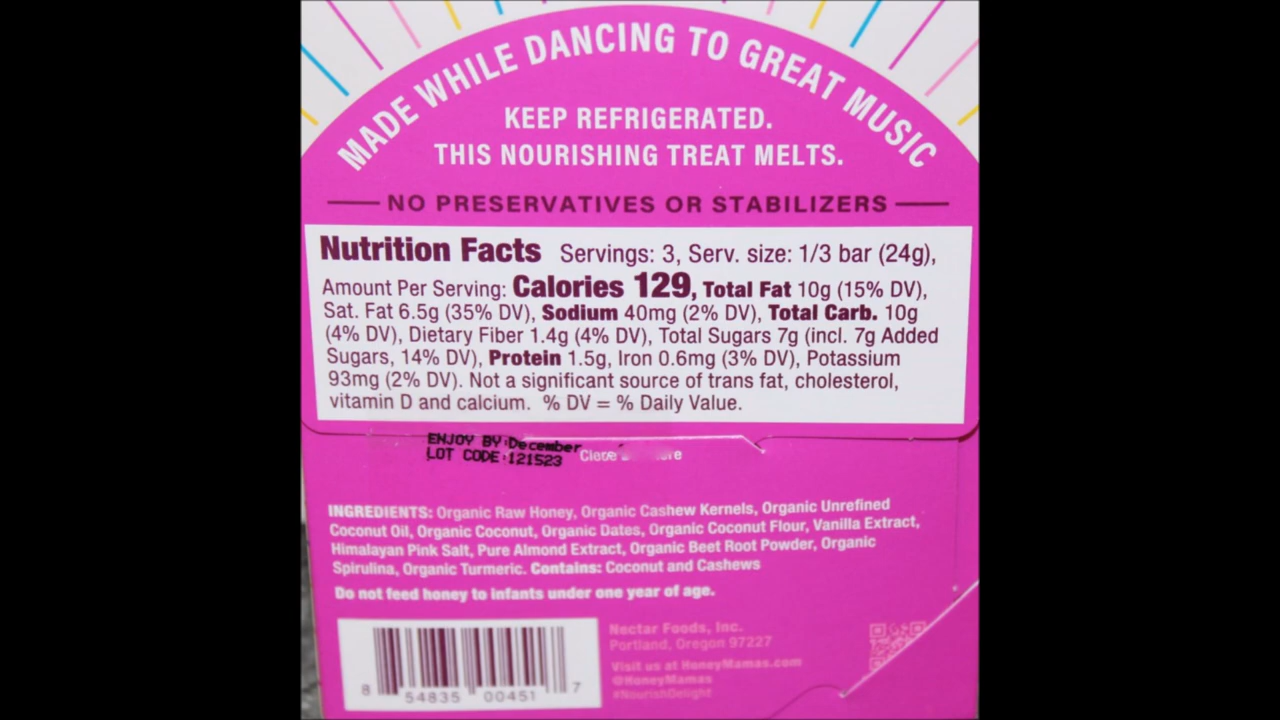 MADE WHILE DANCING TO GREAT MUSIC
KEEP REFRIGERATED.
THIS NOURISHING TREAT MELTS.
NO PRESERVATIVES OR STABILIZERS
Nutrition Facts Servings: 3, Serv. size: 1/3 bar (24g),
Amount Per Serving: Calories 129, Total Fat 10g (15% DV),
Sat. Fat 6.5g (35% DV), Sodium 40mg (2% DV), Total Carb. 10g
(4% DV), Dietary Fiber 1.4g (4% DV), Total Sugars 7g (incl. 7g Added
Sugars, 14% DV), Protein 1.5g, Iron 0.6mg (3% DV), Potassium
93mg (2% DV). Not a significant source of trans fat, cholesterol,
vitamin D and calcium. % DV = % Daily Value.
ENJOY BY:December
LOT CODE:121523
INGREDIENTS: Organic Raw Honey, Organic Cashew Kernels, Organic Unrefined
Coconut Oil, Organic Coconut, Organic Dates, Organic Coconut Flour, Vanilla Extract,
Himalayan Pink Salt, Pure Almond Extract, Organic Beet Root Powder, Organic
Spirulina, Organic Turmeric. Contains: Coconut and Cashews
Do not feed honey to infants under one year of age.
Nectar Foods, Inc.
Portland, Oregon 97227
Visit us at HoneyMamas.com
@HoneyMamas
#NourishDelight
8 54835 00451 7